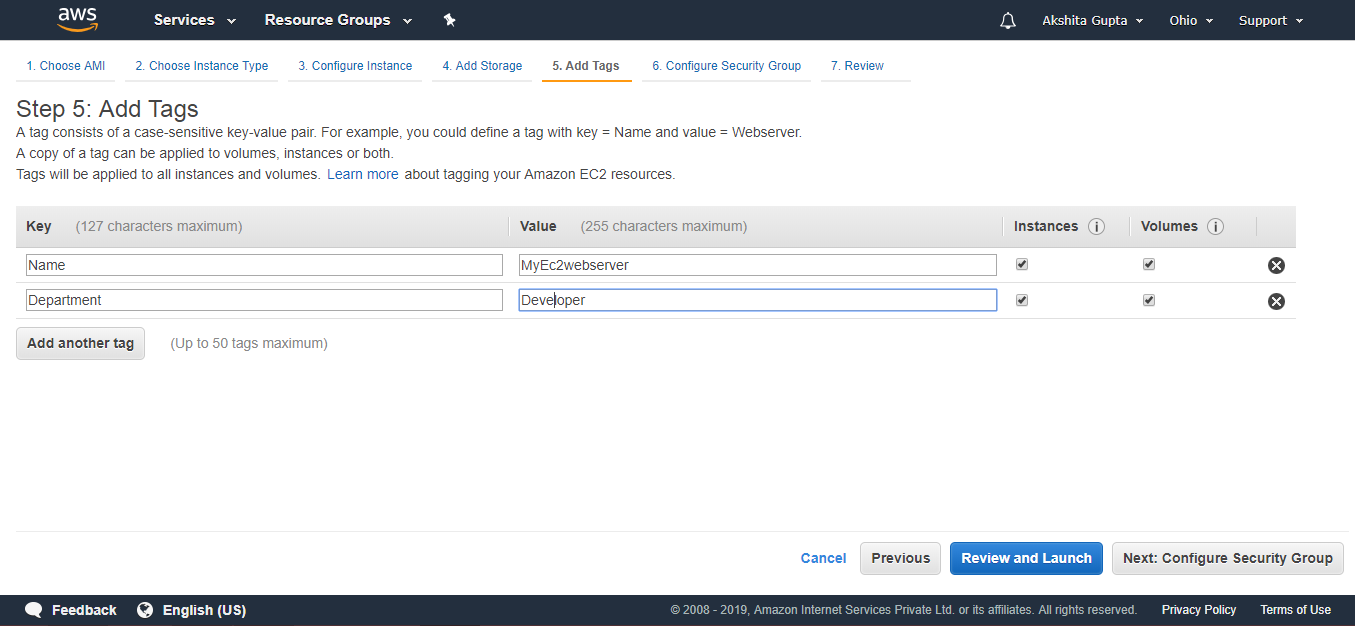 aws Services Resource Groups Akshita Gupta Ohio Support
1. Choose AMI 2. Choose Instance Type 3. Configure Instance 4. Add Storage 5. Add Tags 6. Configure Security Group 7. Review
Step 5: Add Tags
A tag consists of a case-sensitive key-value pair. For example, you could define a tag with key = Name and value = Webserver.
A copy of a tag can be applied to volumes, instances or both.
Tags will be applied to all instances and volumes. Learn more about tagging your Amazon EC2 resources.
Key (127 characters maximum) Value (255 characters maximum) Instances i Volumes i
Name MyEc2webserver
Department Developer
Add another tag (Up to 50 tags maximum)
Cancel Previous Review and Launch Next: Configure Security Group
Feedback English (US) © 2008 - 2019, Amazon Internet Services Private Ltd. or its affiliates. All rights reserved. Privacy Policy Terms of Use